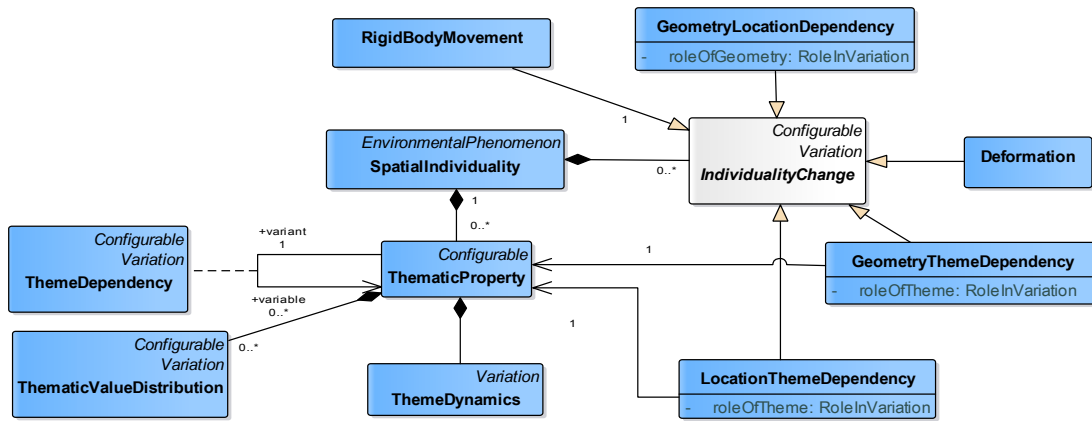 RigidBodyMovement
GeometryLocationDependency
- roleOfGeometry: RoleInVariation
1
EnvironmentalPhenomenon
SpatialIndividuality
0..*
Configurable
Variation
IndividualityChange
Deformation
1
0..*
+variant
1
Configurable
Variation
ThemeDependency
Configurable
ThematicProperty
1
GeometryThemeDependency
- roleOfTheme: RoleInVariation
+variable
0..*
0..*
1
Configurable
Variation
ThematicValueDistribution
Variation
ThemeDynamics
LocationThemeDependency
- roleOfTheme: RoleInVariation